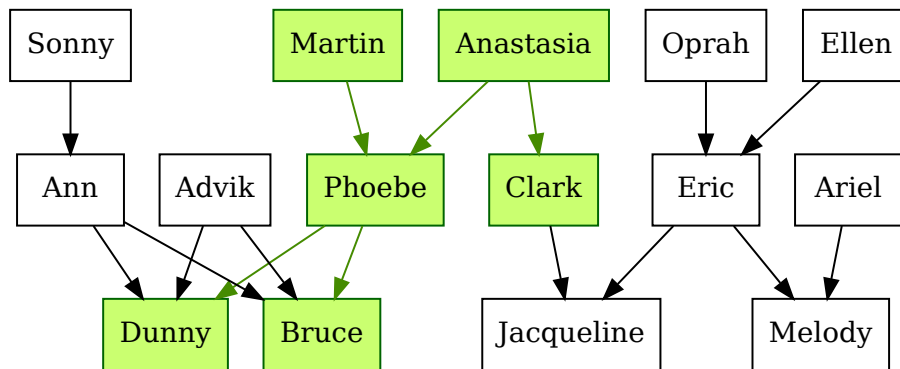 Sonny
Martin
Anastasia
Oprah
Ellen
Ann
Advik
Phoebe
Clark
Eric
Ariel
Dunny
Bruce
Jacqueline
Melody